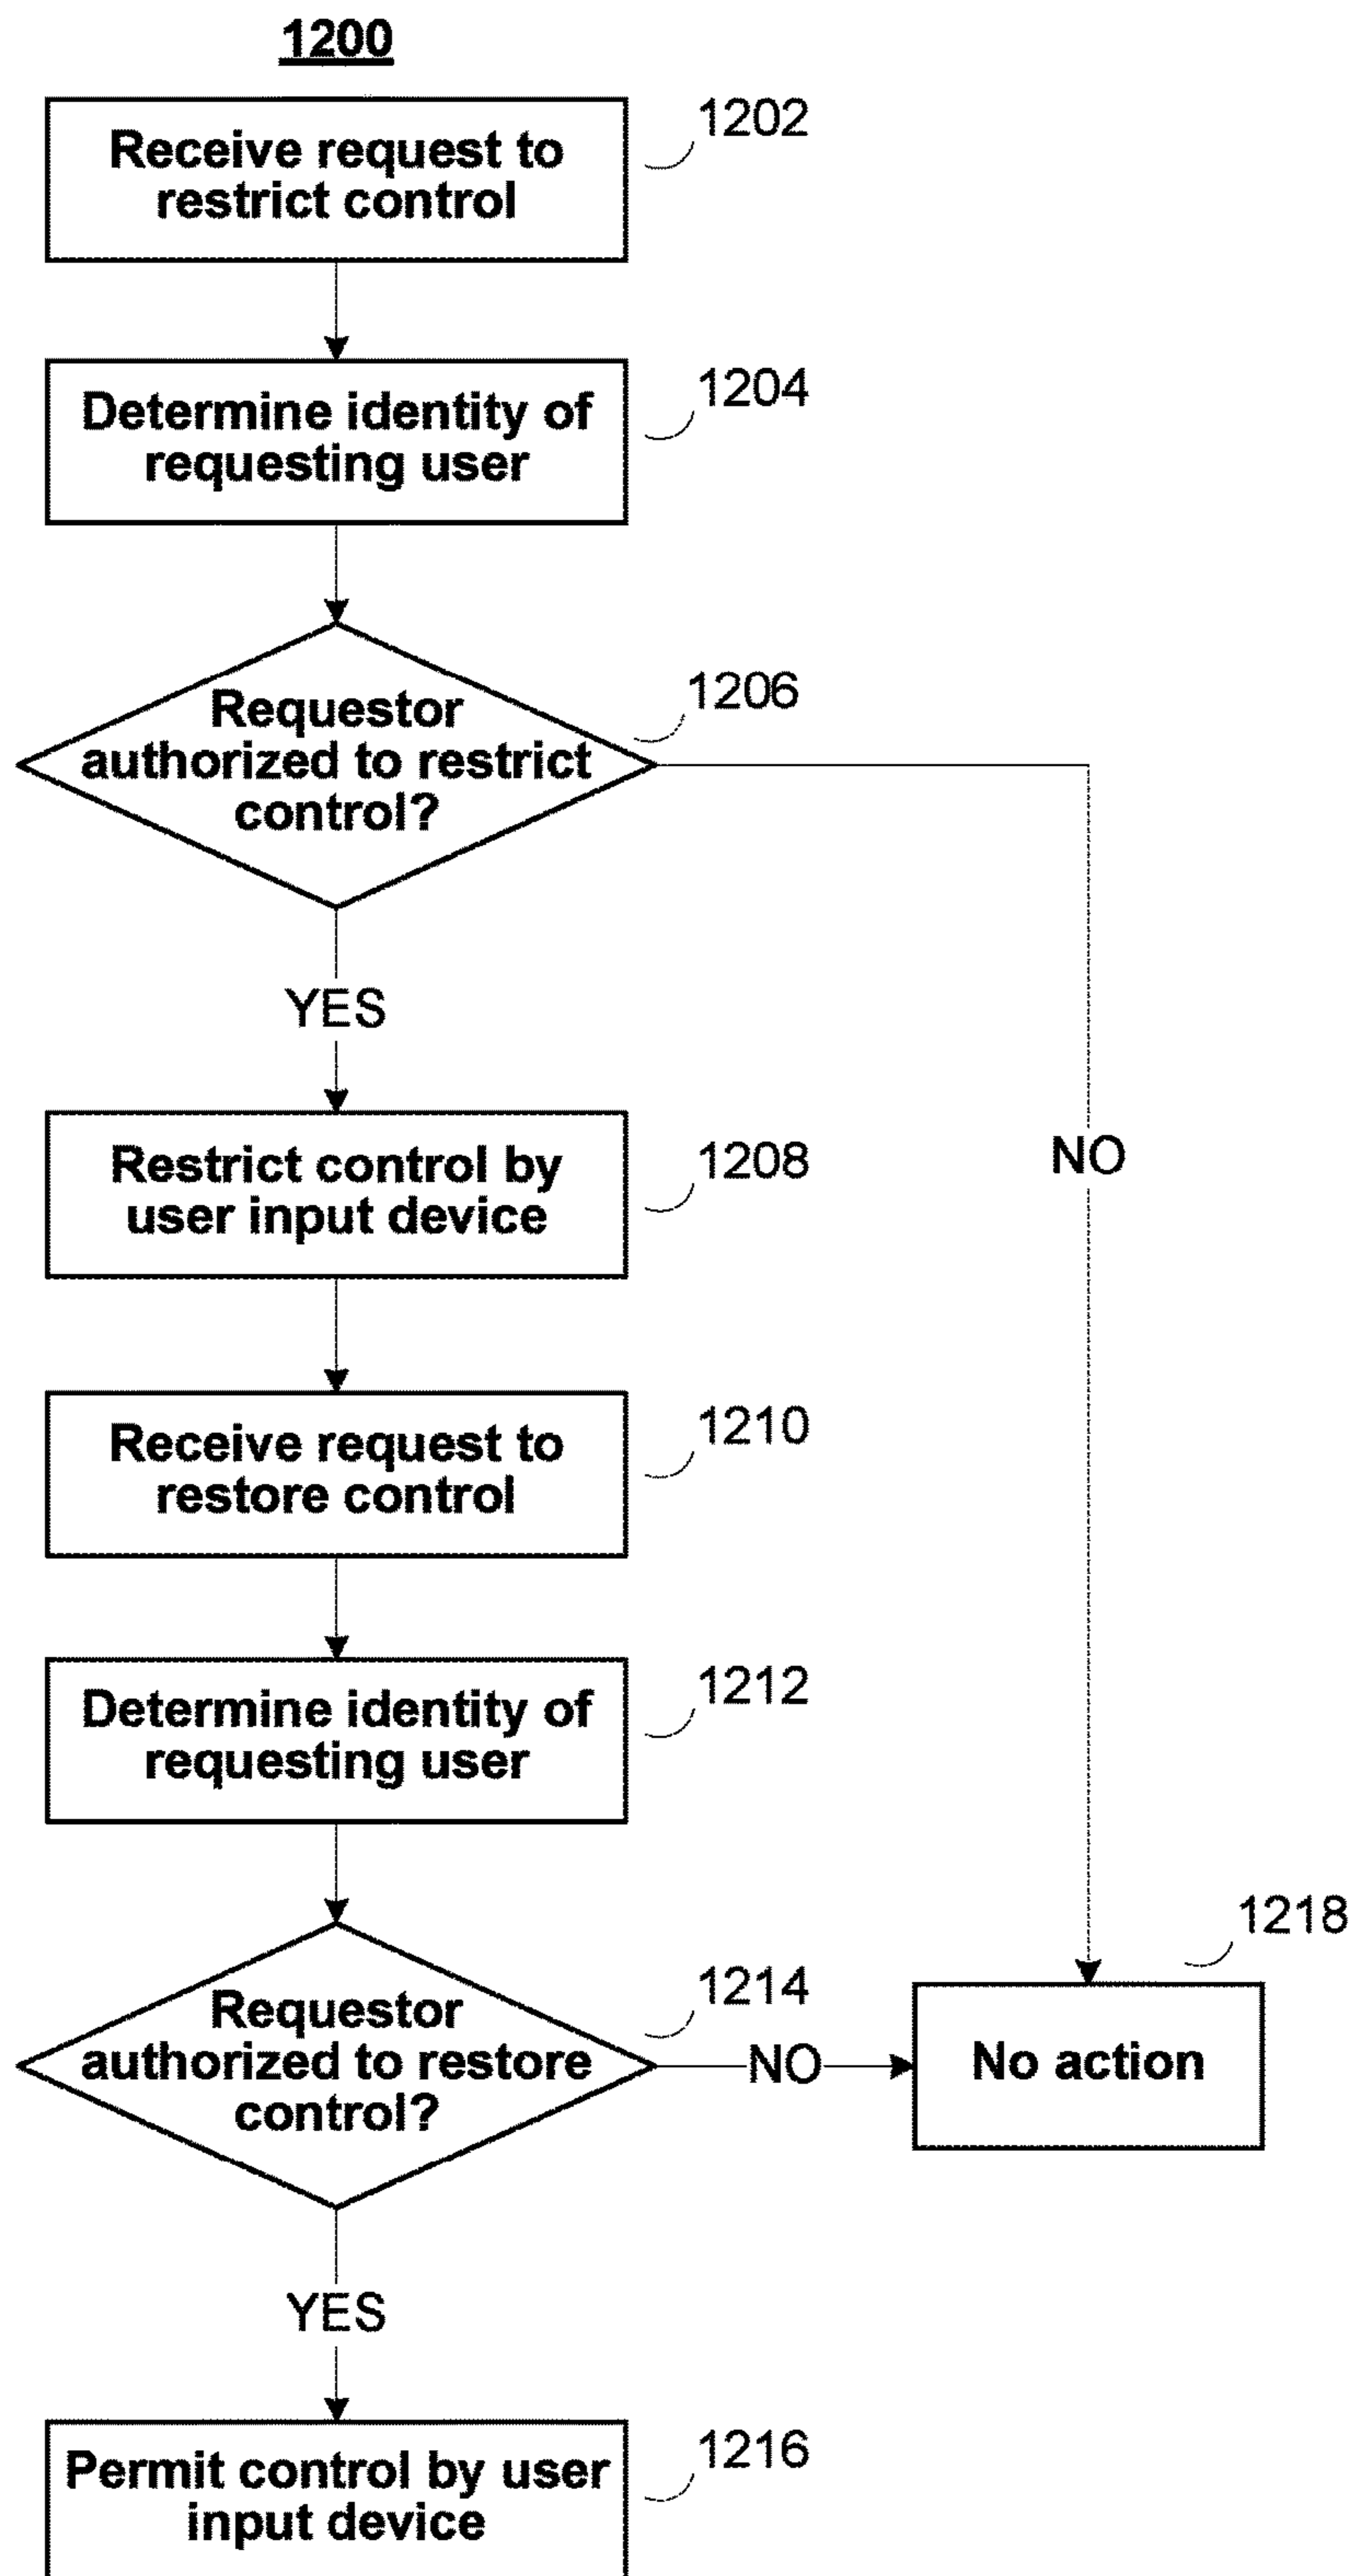 1200
Receive request to
restrict control
1202
Determine identity of
requesting user
1204
Requestor
authorized to restrict
control?
1206
YES
NO
Restrict control by
user input device
1208
Receive request to
restore control
1210
Determine identity of
requesting user
1212
Requestor
authorized to restore
control?
1214
NO
No action
1218
YES
Permit control by user
input device
1216